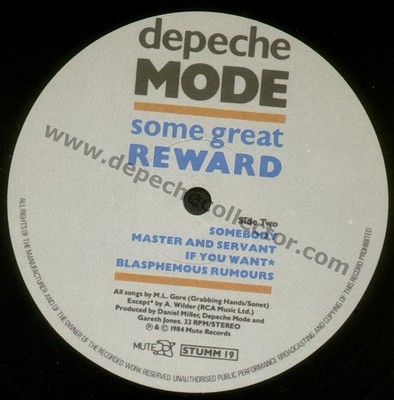 depeche
MODE
some great
REWARD
www.depechecollector.com
Side Two
SOMEBODY
MASTER AND SERVANT
IF YOU WANT*
BLASPHEMOUS RUMOURS
All songs by M.L. Gore (Grabbing Hands/Sonet)
Except* by A. Wilder (RCA Music Ltd.)
Produced by Daniel Miller, Depeche Mode and
Gareth Jones. 33 RPM/STEREO
℗ & © 1984 Mute Records
MUTE
STUMM 19
ALL RIGHTS OF THE MANUFACTURER AND OF THE OWNER OF THE RECORDED WORK RESERVED UNAUTHORISED PUBLIC PERFORMANCE BROADCASTING AND COPYING OF THIS RECORD PROHIBITED